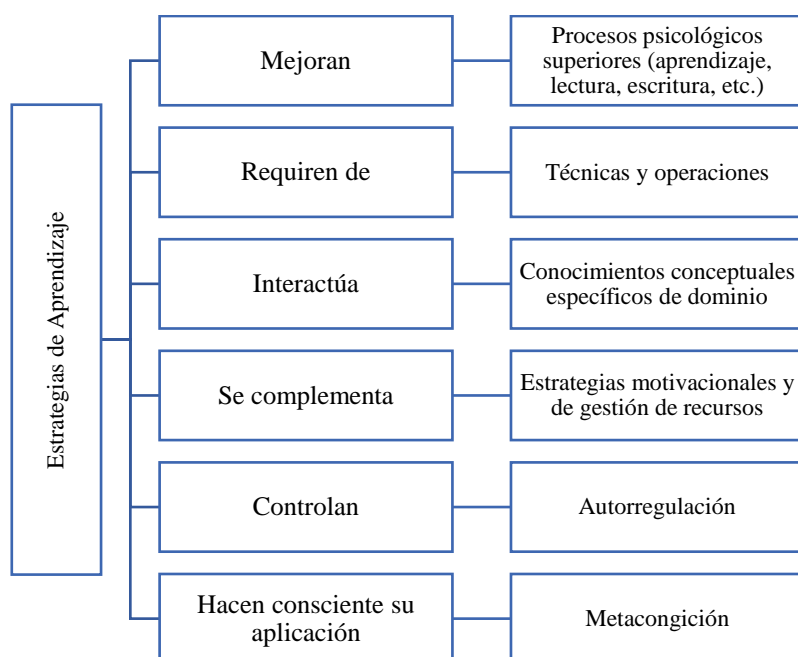 Estrategias de Aprendizaje
Mejoran
Procesos psicológicos
superiores (aprendizaje,
lectura, escritura, etc.)
Requiren de
Técnicas y operaciones
Interactúa
Conocimientos conceptuales
específicos de dominio
Se complementa
Estrategias motivacionales y
de gestión de recursos
Controlan
Autorregulación
Hacen consciente su
aplicación
Metacongición